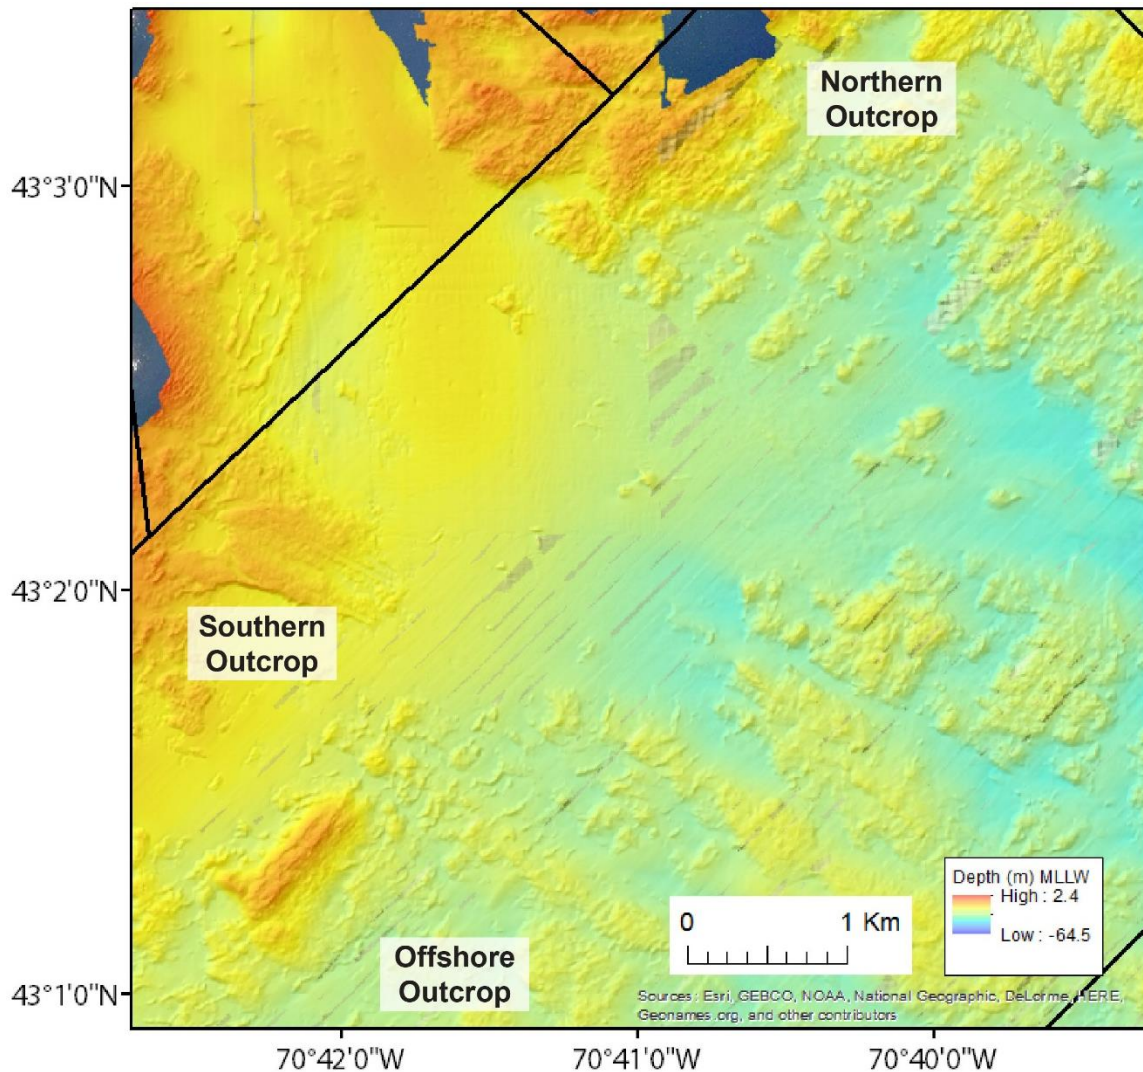 Northern
Outcrop
43°3'0"N
43°2'0"N
Southern
Outcrop
Depth (m) MLLW
High : 2.4
Low : -64.5
0 1 Km
Offshore
Outcrop
43°1'0"N
Sources: Esri, GEBCO, NOAA, National Geographic, DeLorme, HERE,
Geonames.org, and other contributors
70°42'0"W 70°41'0"W 70°40'0"W